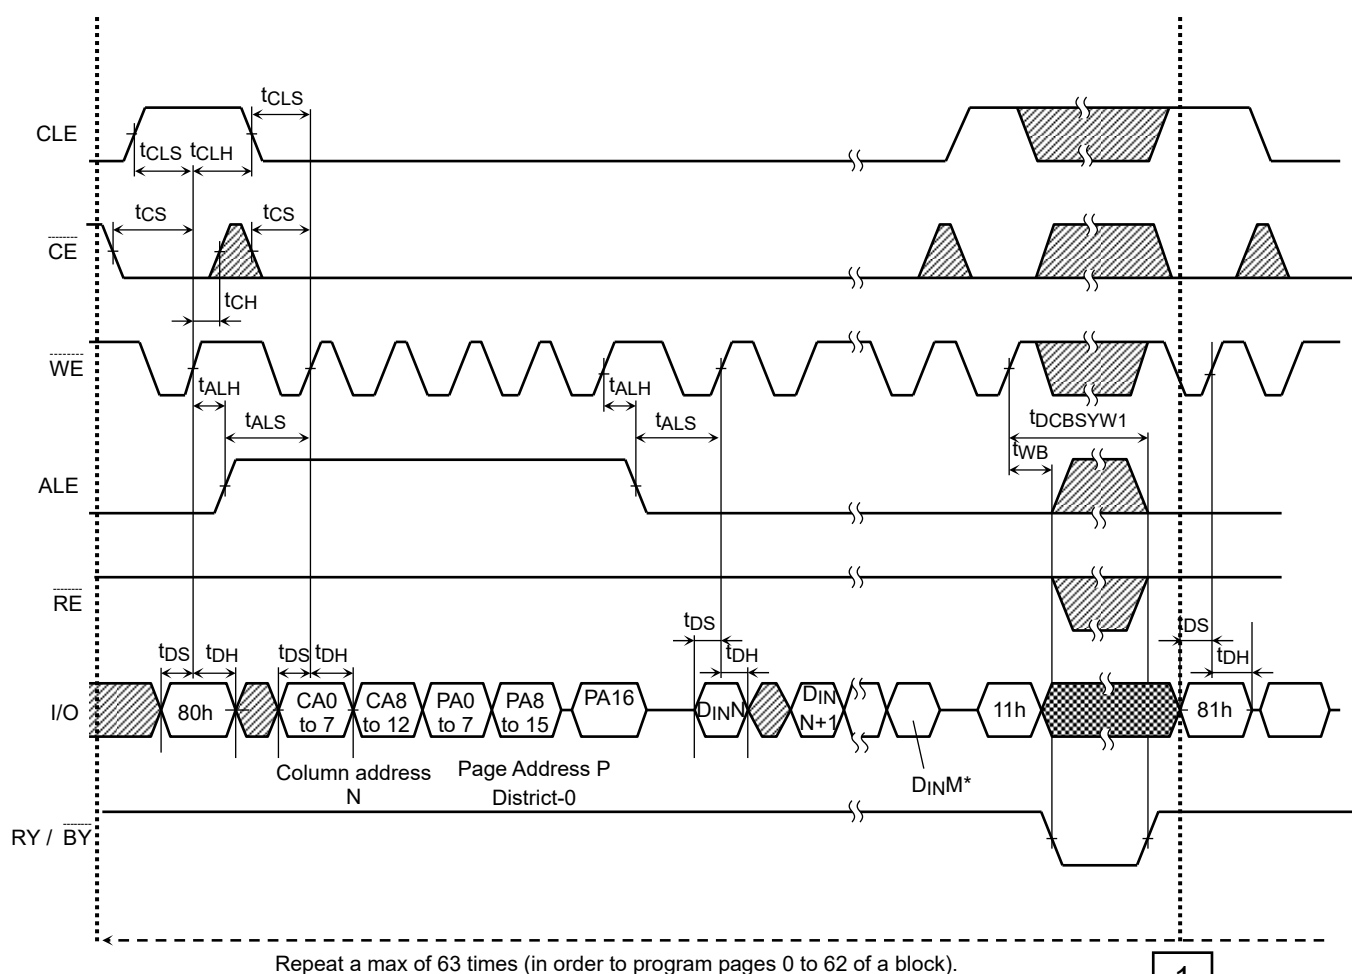 tCLS
CLE
tCLS tCLH
tCS tCS
CE
tCH
WE
tALH tALH
tALS tALS
tDCBSYW1
tWB
ALE
RE
tDS tDH tDS tDH tDS tDH tDS tDH
I/O
80h
CA0 to 7
CA8 to 12
PA0 to 7
PA8 to 15
PA16
DINN
DIN N+1
11h
81h
Column address N
Page Address P
District-0
DINM*
RY / BY
Repeat a max of 63 times (in order to program pages 0 to 62 of a block).
1